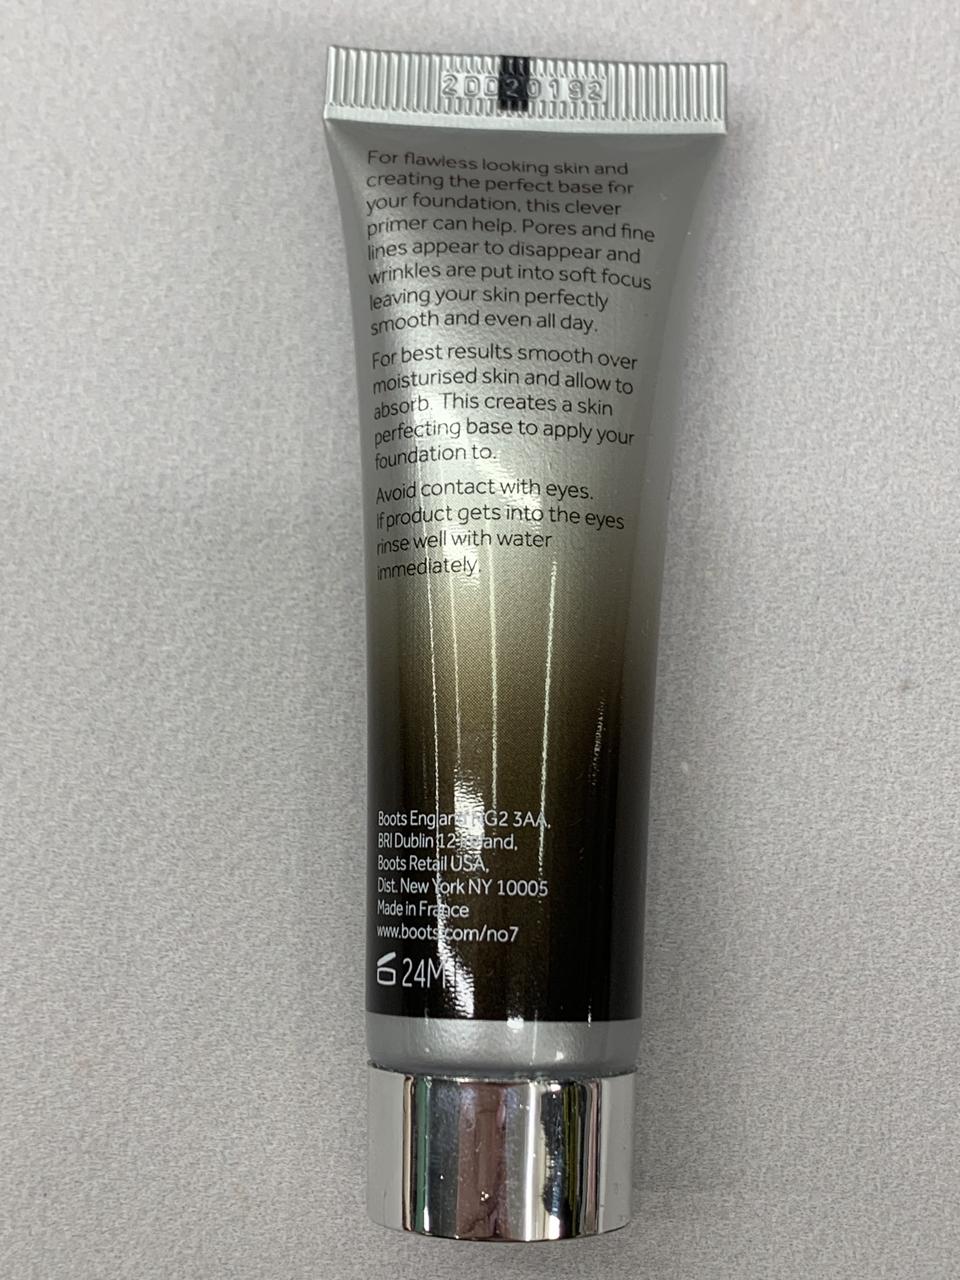 20020192
For flawless looking skin and
creating the perfect base for
your foundation, this clever
primer can help. Pores and fine
lines appear to disappear and
wrinkles are put into soft focus
leaving your skin perfectly
smooth and even all day.
For best results smooth over
moisturised skin and allow to
absorb. This creates a skin
perfecting base to apply your
foundation to.
Avoid contact with eyes.
If product gets into the eyes
rinse well with water
immediately.
Boots England RG2 3AA,
BRI Dublin 12 Ireland,
Boots Retail USA,
Dist. New York NY 10005
Made in France
www.boots.com/no7
24M